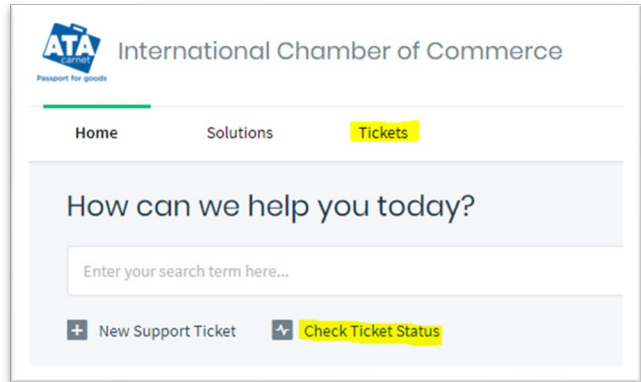 ATA
carnet
Passport for goods
International Chamber of Commerce
Home Solutions Tickets
How can we help you today?
Enter your search term here...
New Support Ticket Check Ticket Status